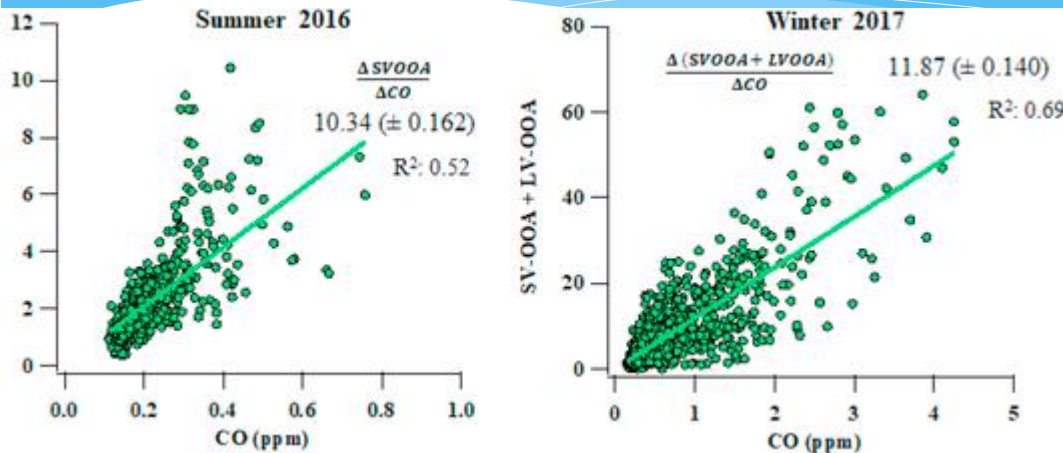 Summer 2016
12
10
8
6
4
2
0
0.0 0.2 0.4 0.6 0.8 1.0
CO (ppm)
ΔSVOOA
ΔCO
10.34 (± 0.162)
R²: 0.52
Winter 2017
SV-OOA + LV-OOA
80
60
40
20
0
0 1 2 3 4 5
CO (ppm)
Δ(SVOOA + LVOOA)
ΔCO
11.87 (± 0.140)
R²: 0.69